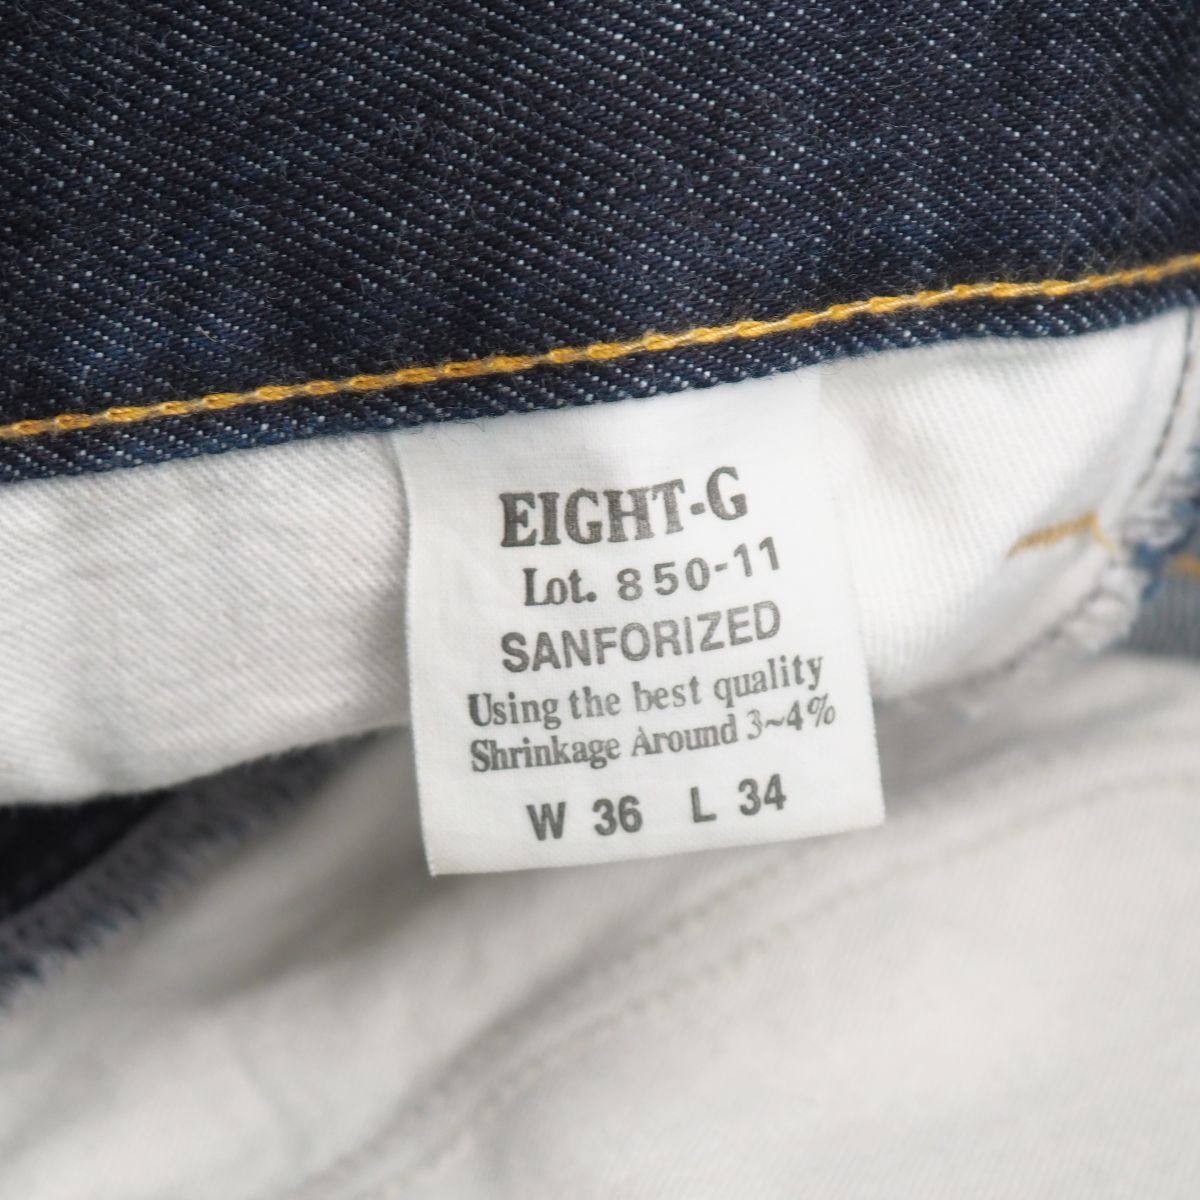 EIGHT-G
Lot. 850-11
SANFORIZED
Using the best quality
Shrinkage Around 3~4%
W 36 L 34